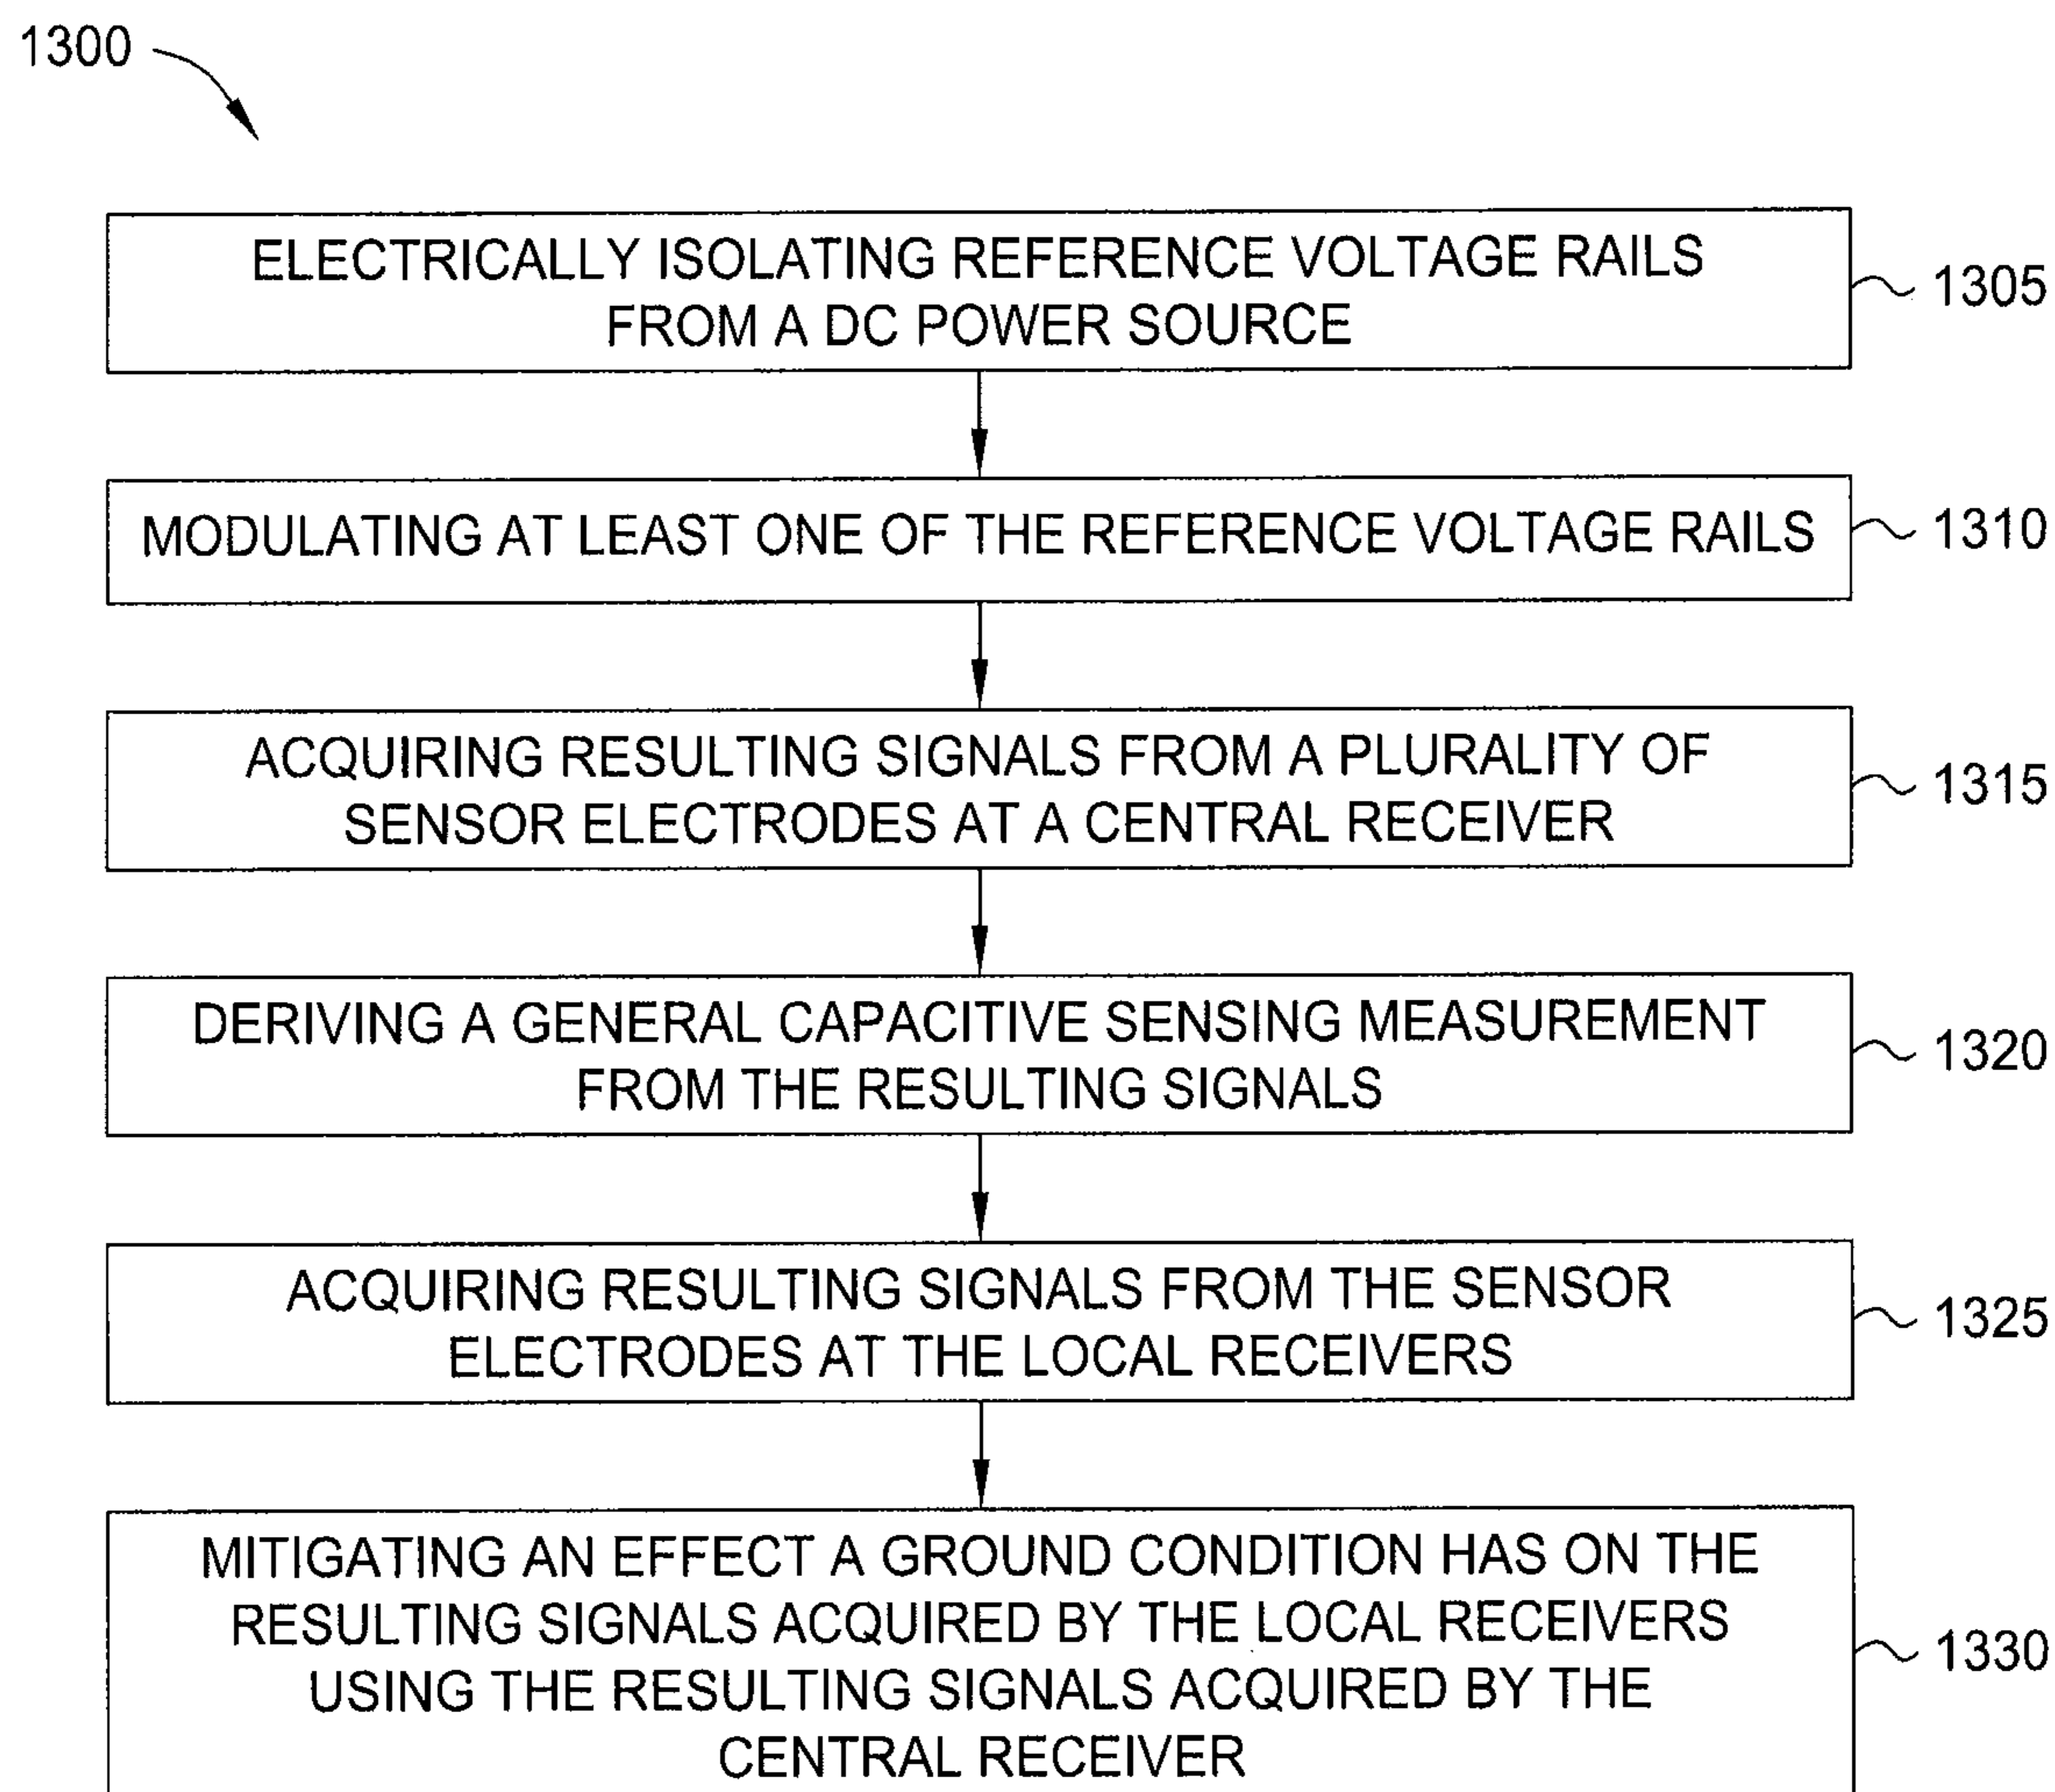 1300
ELECTRICALLY ISOLATING REFERENCE VOLTAGE RAILS
FROM A DC POWER SOURCE
1305
MODULATING AT LEAST ONE OF THE REFERENCE VOLTAGE RAILS
1310
ACQUIRING RESULTING SIGNALS FROM A PLURALITY OF
SENSOR ELECTRODES AT A CENTRAL RECEIVER
1315
DERIVING A GENERAL CAPACITIVE SENSING MEASUREMENT
FROM THE RESULTING SIGNALS
1320
ACQUIRING RESULTING SIGNALS FROM THE SENSOR
ELECTRODES AT THE LOCAL RECEIVERS
1325
MITIGATING AN EFFECT A GROUND CONDITION HAS ON THE
RESULTING SIGNALS ACQUIRED BY THE LOCAL RECEIVERS
USING THE RESULTING SIGNALS ACQUIRED BY THE
CENTRAL RECEIVER
1330